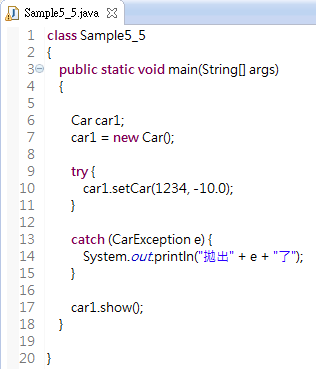 Sample5_5.java
1 class Sample5_5
2 {
3 public static void main(String[] args)
4 {
5
6 Car car1;
7 car1 = new Car();
8
9 try {
10 car1.setCar(1234, -10.0);
11 }
12
13 catch (CarException e) {
14 System.out.println("拋出" + e + "了");
15 }
16
17 car1.show();
18 }
19
20 }